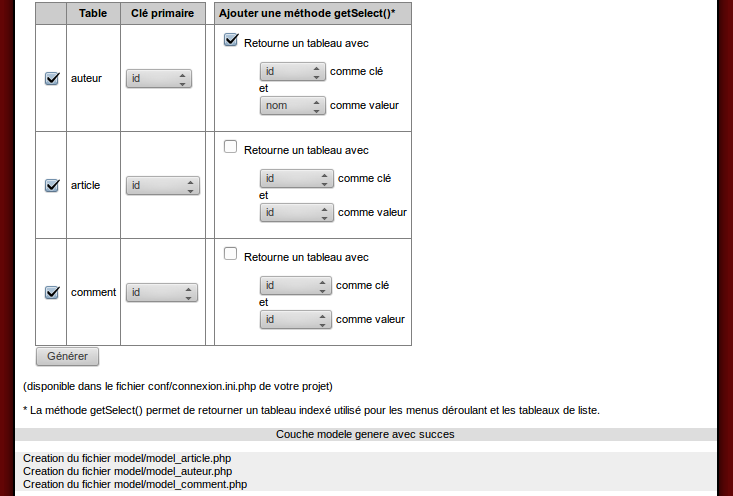 Table Clé primaire Ajouter une méthode getSelect()*
Retourne un tableau avec
auteur id id comme clé
et
nom comme valeur
Retourne un tableau avec
article id id comme clé
et
id comme valeur
Retourne un tableau avec
comment id id comme clé
et
id comme valeur
Générer
(disponible dans le fichier conf/connexion.ini.php de votre projet)
* La méthode getSelect() permet de retourner un tableau indexé utilisé pour les menus déroulant et les tableaux de liste.
Couche modele genere avec succes
Creation du fichier model/model_article.php
Creation du fichier model/model_auteur.php
Creation du fichier model/model_comment.php